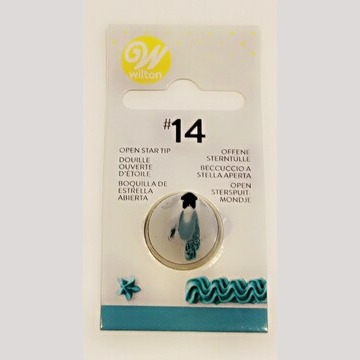 W
wilton
#14
OPEN STAR TIP
DOUILLE
OUVERTE
D'ÉTOILE
BOQUILLA DE
ESTRELLA
ABIERTA
OFFENE
STERNTULLE
BECCUCCIO A
STELLA APERTA
OPEN
STERSPUIT-
MONDJE